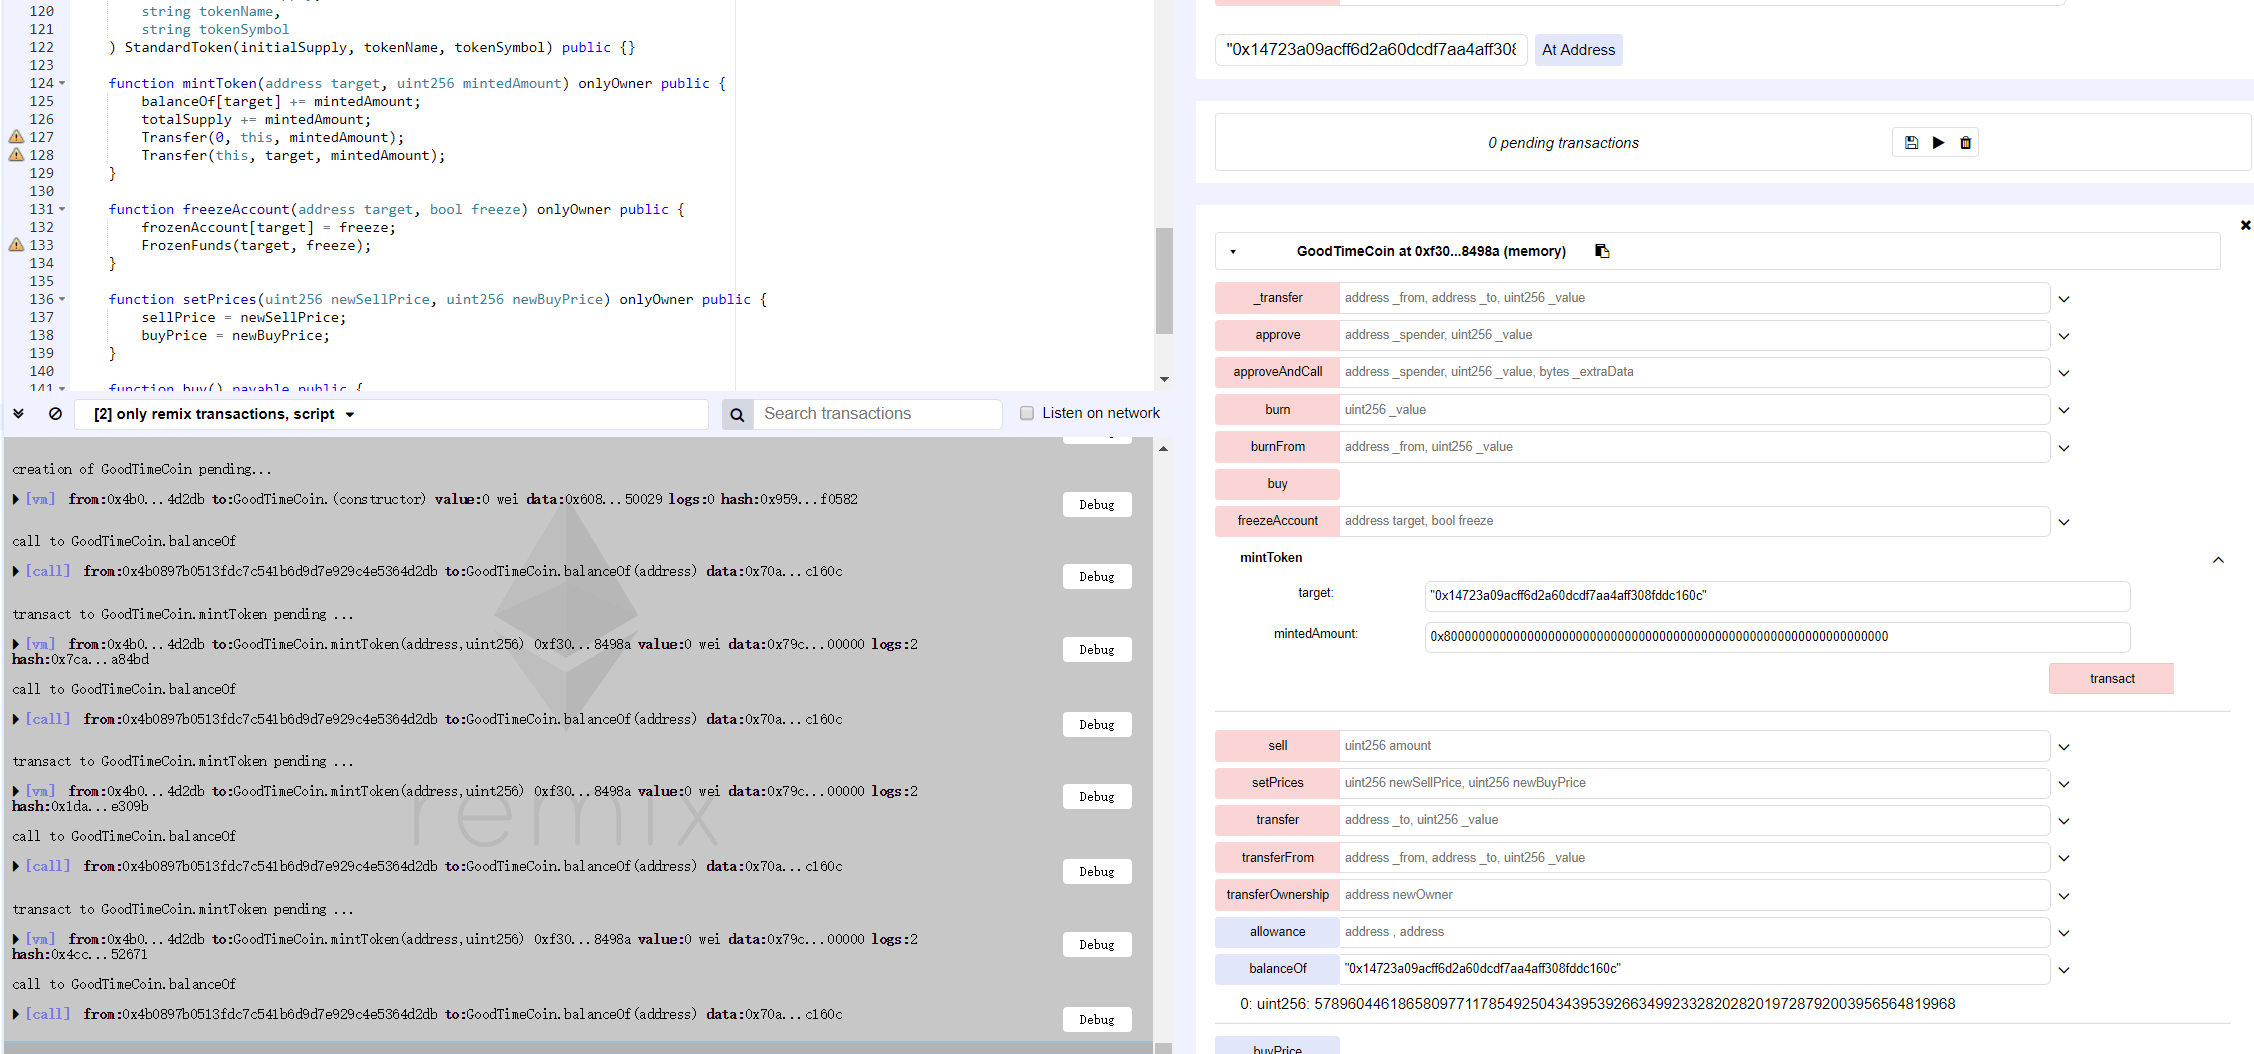 120 string tokenName,
121 string tokenSymbol
122 ) StandardToken(initialSupply, tokenName, tokenSymbol) public {}
123
124 function mintToken(address target, uint256 mintedAmount) onlyOwner public {
125 balanceOf[target] += mintedAmount;
126 totalSupply += mintedAmount;
127 Transfer(0, this, mintedAmount);
128 Transfer(this, target, mintedAmount);
129 }
130
131 function freezeAccount(address target, bool freeze) onlyOwner public {
132 frozenAccount[target] = freeze;
133 FrozenFunds(target, freeze);
134 }
135
136 function setPrices(uint256 newSellPrice, uint256 newBuyPrice) onlyOwner public {
137 sellPrice = newSellPrice;
138 buyPrice = newBuyPrice;
139 }
140
141 function buy() payable public {
[2] only remix transactions, script
Search transactions
Listen on network
creation of GoodTimeCoin pending...
[vm] from:0x4b0...4d2db to:GoodTimeCoin.(constructor) value:0 wei data:0x608...50029 logs:0 hash:0x959...f0582
Debug
call to GoodTimeCoin.balanceOf
[call] from:0x4b0897b0513fdc7c541b6d9d7e929c4e5364d2db to:GoodTimeCoin.balanceOf(address) data:0x70a...c160c
Debug
transact to GoodTimeCoin.mintToken pending ...
[vm] from:0x4b0...4d2db to:GoodTimeCoin.mintToken(address,uint256) 0xf30...8498a value:0 wei data:0x79c...00000 logs:2
hash:0x7ca...a84bd
Debug
call to GoodTimeCoin.balanceOf
[call] from:0x4b0897b0513fdc7c541b6d9d7e929c4e5364d2db to:GoodTimeCoin.balanceOf(address) data:0x70a...c160c
Debug
transact to GoodTimeCoin.mintToken pending ...
[vm] from:0x4b0...4d2db to:GoodTimeCoin.mintToken(address,uint256) 0xf30...8498a value:0 wei data:0x79c...00000 logs:2
hash:0x1da...e309b
Debug
remix
call to GoodTimeCoin.balanceOf
[call] from:0x4b0897b0513fdc7c541b6d9d7e929c4e5364d2db to:GoodTimeCoin.balanceOf(address) data:0x70a...c160c
Debug
transact to GoodTimeCoin.mintToken pending ...
[vm] from:0x4b0...4d2db to:GoodTimeCoin.mintToken(address,uint256) 0xf30...8498a value:0 wei data:0x79c...00000 logs:2
hash:0x4cc...52671
Debug
call to GoodTimeCoin.balanceOf
[call] from:0x4b0897b0513fdc7c541b6d9d7e929c4e5364d2db to:GoodTimeCoin.balanceOf(address) data:0x70a...c160c
Debug
"0x14723a09acff6d2a60dcdf7aa4aff308
At Address
0 pending transactions
GoodTimeCoin at 0xf30...8498a (memory)
_transfer address _from, address _to, uint256 _value
approve address _spender, uint256 _value
approveAndCall address _spender, uint256 _value, bytes _extraData
burn uint256 _value
burnFrom address _from, uint256 _value
buy
freezeAccount address target, bool freeze
mintToken
target: "0x14723a09acff6d2a60dcdf7aa4aff308fddc160c"
mintedAmount: 0x8000000000000000000000000000000000000000000000000000000000000000
transact
sell uint256 amount
setPrices uint256 newSellPrice, uint256 newBuyPrice
transfer address _to, uint256 _value
transferFrom address _from, address _to, uint256 _value
transferOwnership address newOwner
allowance address , address
balanceOf "0x14723a09acff6d2a60dcdf7aa4aff308fddc160c"
0: uint256: 57896044618658097711785492504343953926634992332820282019728792003956564819968
buyPrice